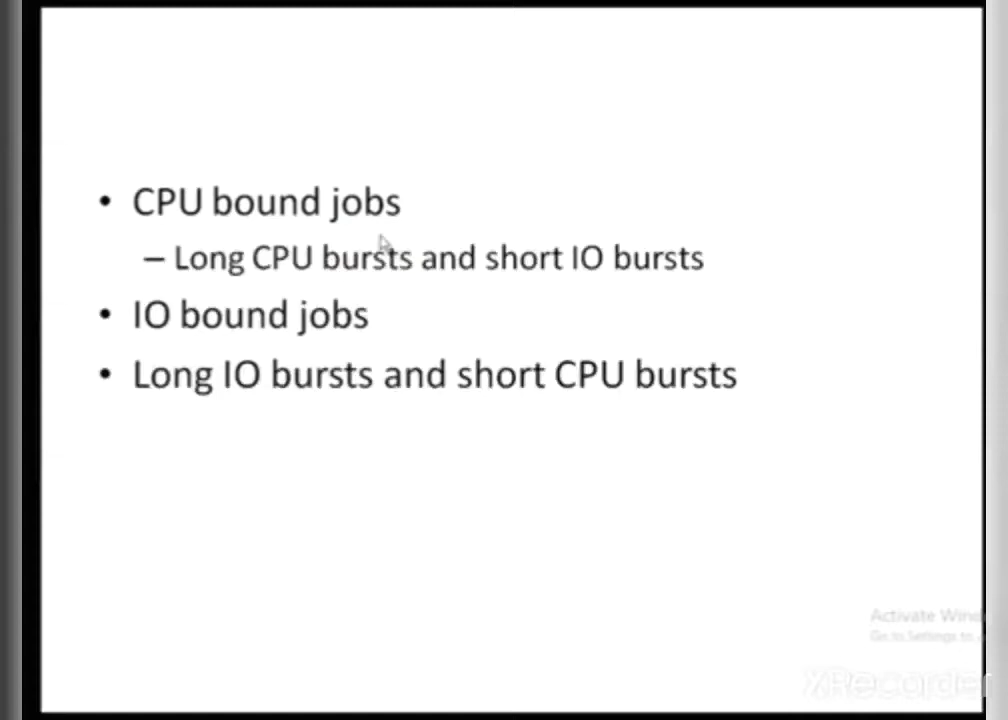 • CPU bound jobs
– Long CPU bursts and short IO bursts
• IO bound jobs
• Long IO bursts and short CPU bursts
Activate Wind
Go to Settings to
XRecorder